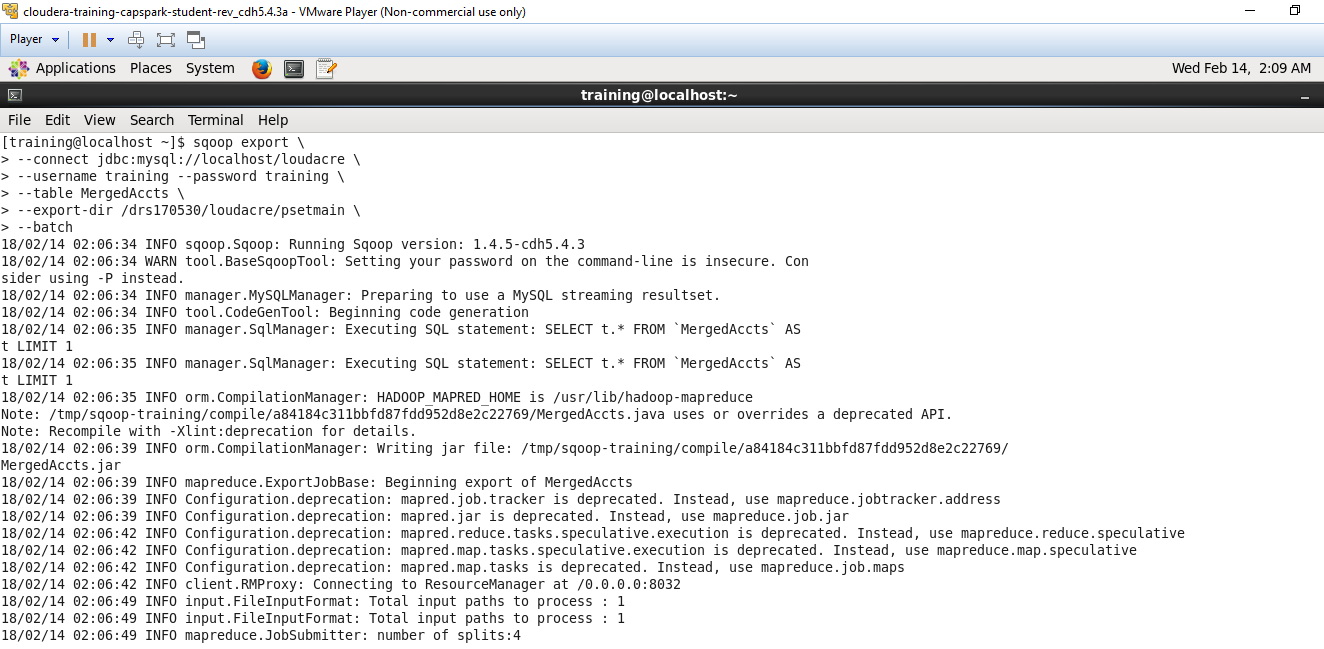 cloudera-training-capspark-student-rev_cdh5.4.3a - VMware Player (Non-commercial use only)
Player
Applications Places System Wed Feb 14, 2:09 AM
training@localhost:~
File Edit View Search Terminal Help
[training@localhost ~]$ sqoop export \
> --connect jdbc:mysql://localhost/loudacre \
> --username training --password training \
> --table MergedAccts \
> --export-dir /drs170530/loudacre/psetmain \
> --batch
18/02/14 02:06:34 INFO sqoop.Sqoop: Running Sqoop version: 1.4.5-cdh5.4.3
18/02/14 02:06:34 WARN tool.BaseSqoopTool: Setting your password on the command-line is insecure. Con
sider using -P instead.
18/02/14 02:06:34 INFO manager.MySQLManager: Preparing to use a MySQL streaming resultset.
18/02/14 02:06:34 INFO tool.CodeGenTool: Beginning code generation
18/02/14 02:06:35 INFO manager.SqlManager: Executing SQL statement: SELECT t.* FROM `MergedAccts` AS
t LIMIT 1
18/02/14 02:06:35 INFO manager.SqlManager: Executing SQL statement: SELECT t.* FROM `MergedAccts` AS
t LIMIT 1
18/02/14 02:06:35 INFO orm.CompilationManager: HADOOP_MAPRED_HOME is /usr/lib/hadoop-mapreduce
Note: /tmp/sqoop-training/compile/a84184c311bbfd87fdd952d8e2c22769/MergedAccts.java uses or overrides a deprecated API.
Note: Recompile with -Xlint:deprecation for details.
18/02/14 02:06:39 INFO orm.CompilationManager: Writing jar file: /tmp/sqoop-training/compile/a84184c311bbfd87fdd952d8e2c22769/
MergedAccts.jar
18/02/14 02:06:39 INFO mapreduce.ExportJobBase: Beginning export of MergedAccts
18/02/14 02:06:39 INFO Configuration.deprecation: mapred.job.tracker is deprecated. Instead, use mapreduce.jobtracker.address
18/02/14 02:06:39 INFO Configuration.deprecation: mapred.jar is deprecated. Instead, use mapreduce.job.jar
18/02/14 02:06:42 INFO Configuration.deprecation: mapred.reduce.tasks.speculative.execution is deprecated. Instead, use mapreduce.reduce.speculative
18/02/14 02:06:42 INFO Configuration.deprecation: mapred.map.tasks.speculative.execution is deprecated. Instead, use mapreduce.map.speculative
18/02/14 02:06:42 INFO Configuration.deprecation: mapred.map.tasks is deprecated. Instead, use mapreduce.job.maps
18/02/14 02:06:42 INFO client.RMProxy: Connecting to ResourceManager at /0.0.0.0:8032
18/02/14 02:06:49 INFO input.FileInputFormat: Total input paths to process : 1
18/02/14 02:06:49 INFO input.FileInputFormat: Total input paths to process : 1
18/02/14 02:06:49 INFO mapreduce.JobSubmitter: number of splits:4